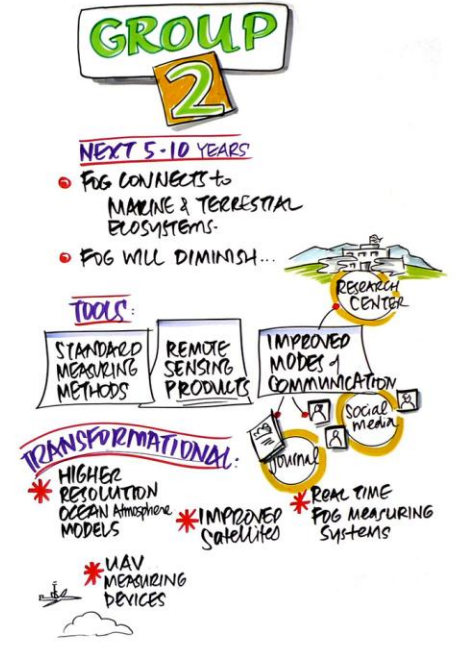 GROUP
2
NEXT 5-10 YEARS
FOG CONNECTS to
MARINE & TERRESTIAL
ECOSYSTEMS.
FOG WILL DIMINISH...
RESEARCH
CENTER
TOOLS:
STANDARD
MEASURING
METHODS
REMOTE
SENSING
PRODUCTS
IMPROVED
MODES of
COMMUNICATION
Social
media
Journal
TRANSFORMATIONAL:
HIGHER
RESOLUTION
OCEAN Atmosphere
MODELS
IMPROVED
Satellites
REAL TIME
FOG MEASURING
Systems
UAV
MEASURING
DEVICES